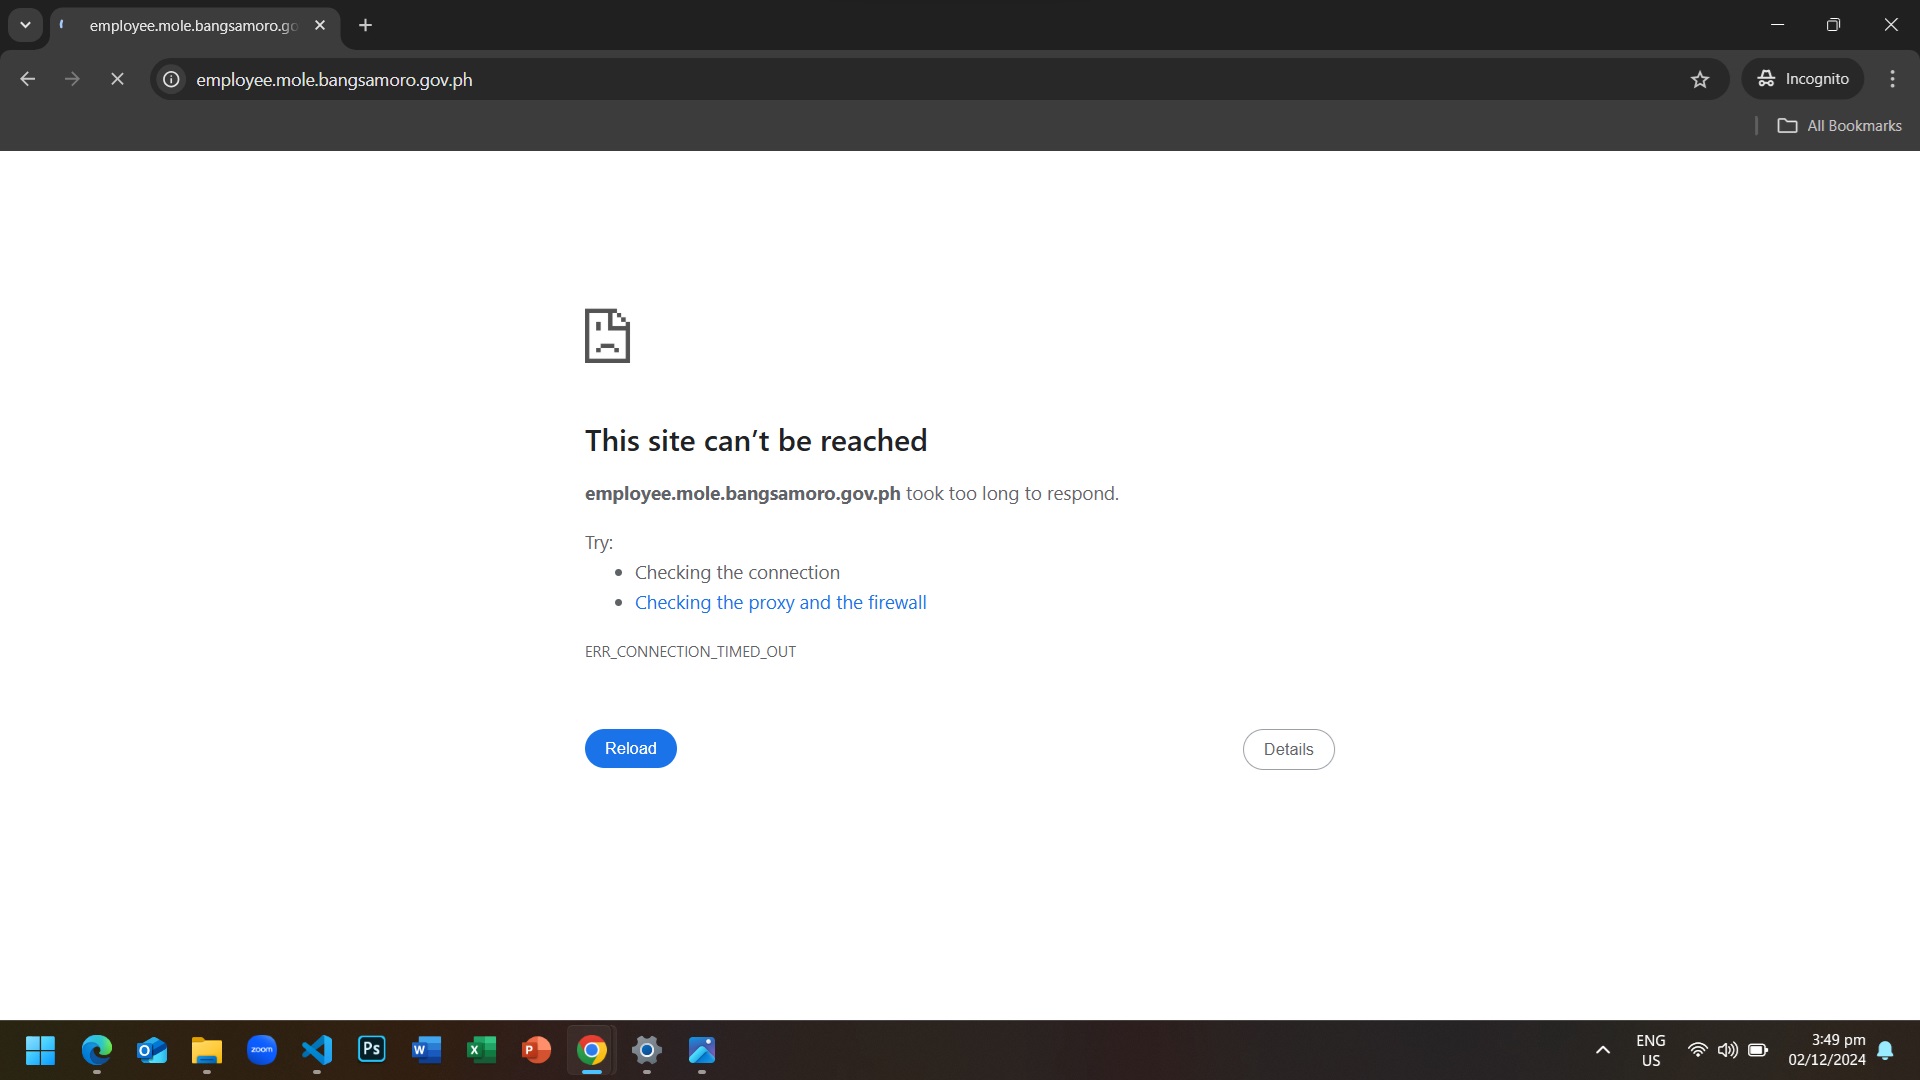 employee.mole.bangsamoro.go
employee.mole.bangsamoro.gov.ph
Incognito
All Bookmarks
This site can’t be reached
employee.mole.bangsamoro.gov.ph took too long to respond.
Try:
Checking the connection
Checking the proxy and the firewall
ERR_CONNECTION_TIMED_OUT
Reload
Details
O
zoom
Ps
W
X
P
ENG
US
3:49 pm
02/12/2024